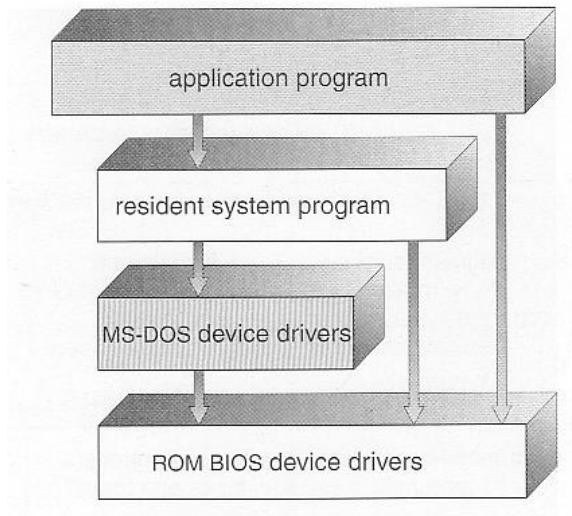 application program
resident system program
MS-DOS device drivers
ROM BIOS device drivers